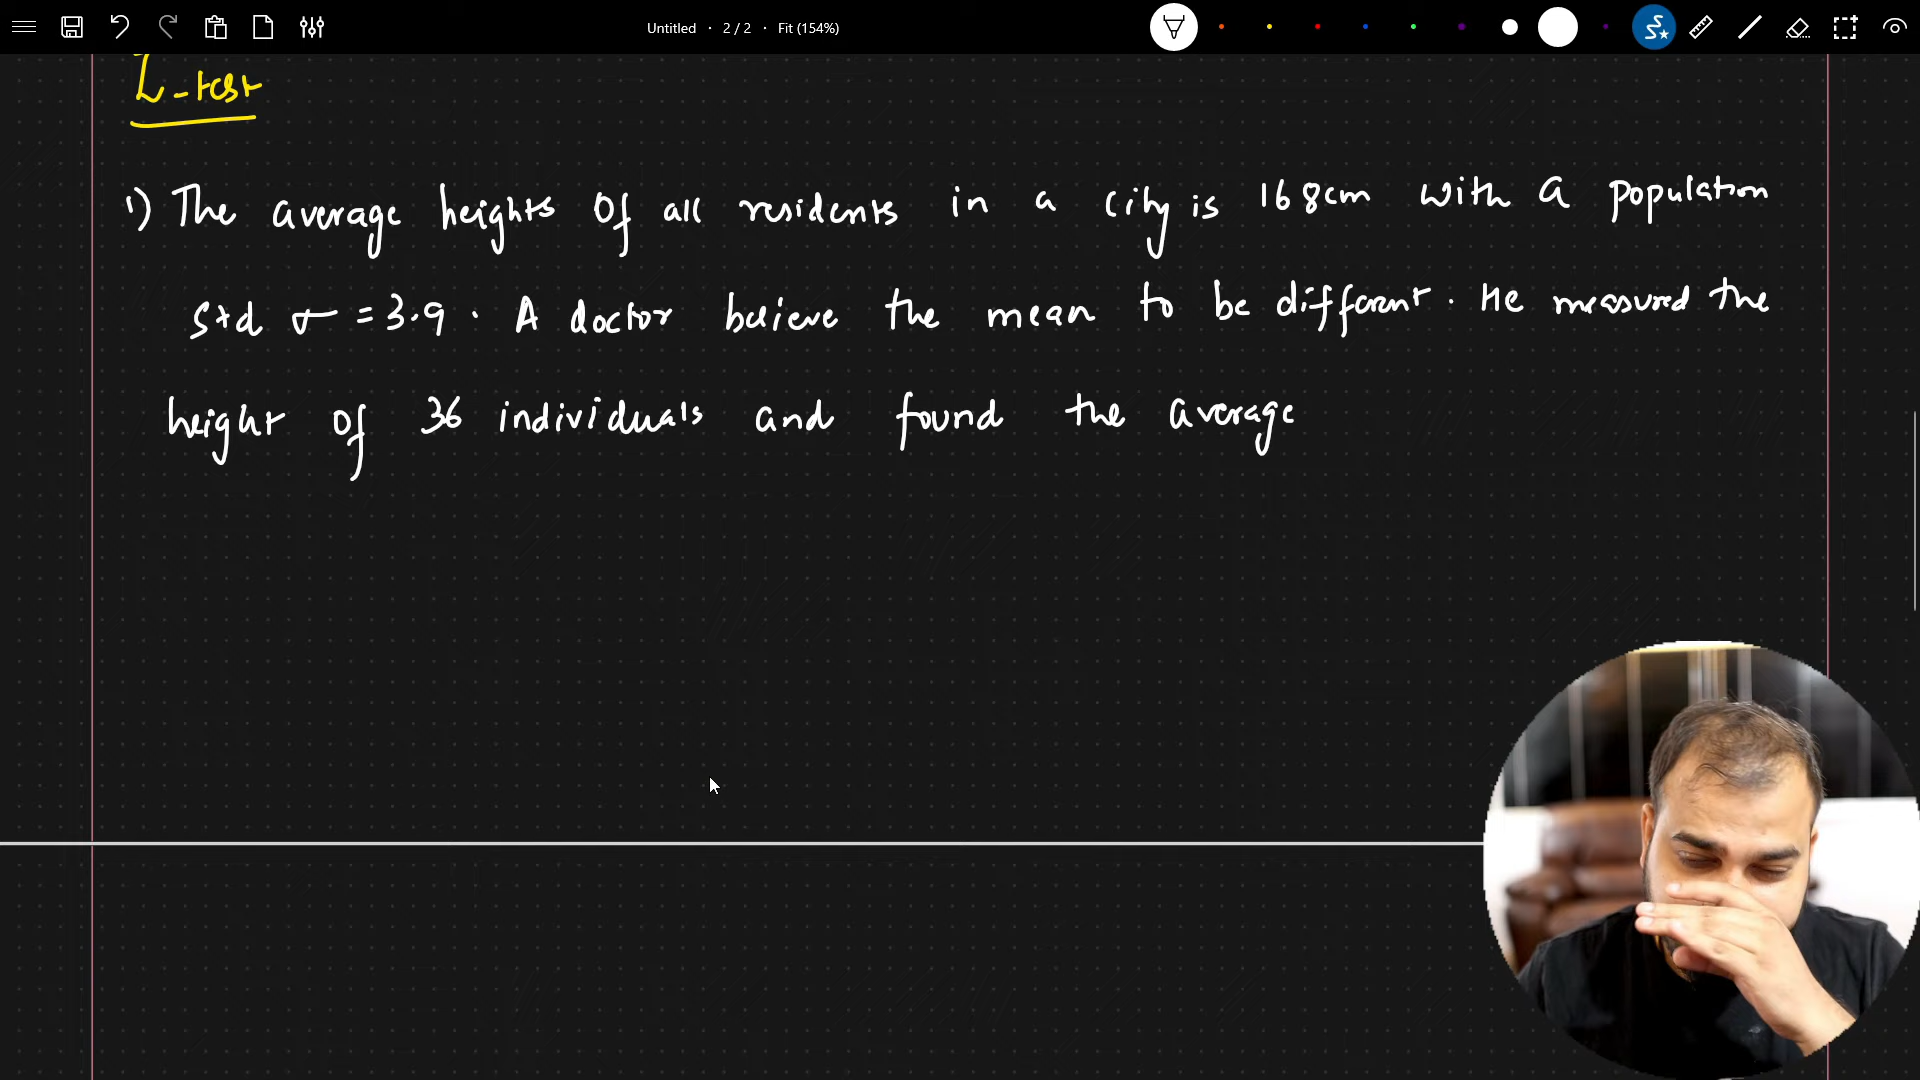 Untitled · 2 / 2 · Fit (154%)
Z-test
1) The average heights of all residents in a city is 168cm with a population
std σ = 3.9 . A doctor believe the mean to be different. He measured the
height of 36 individuals and found the average